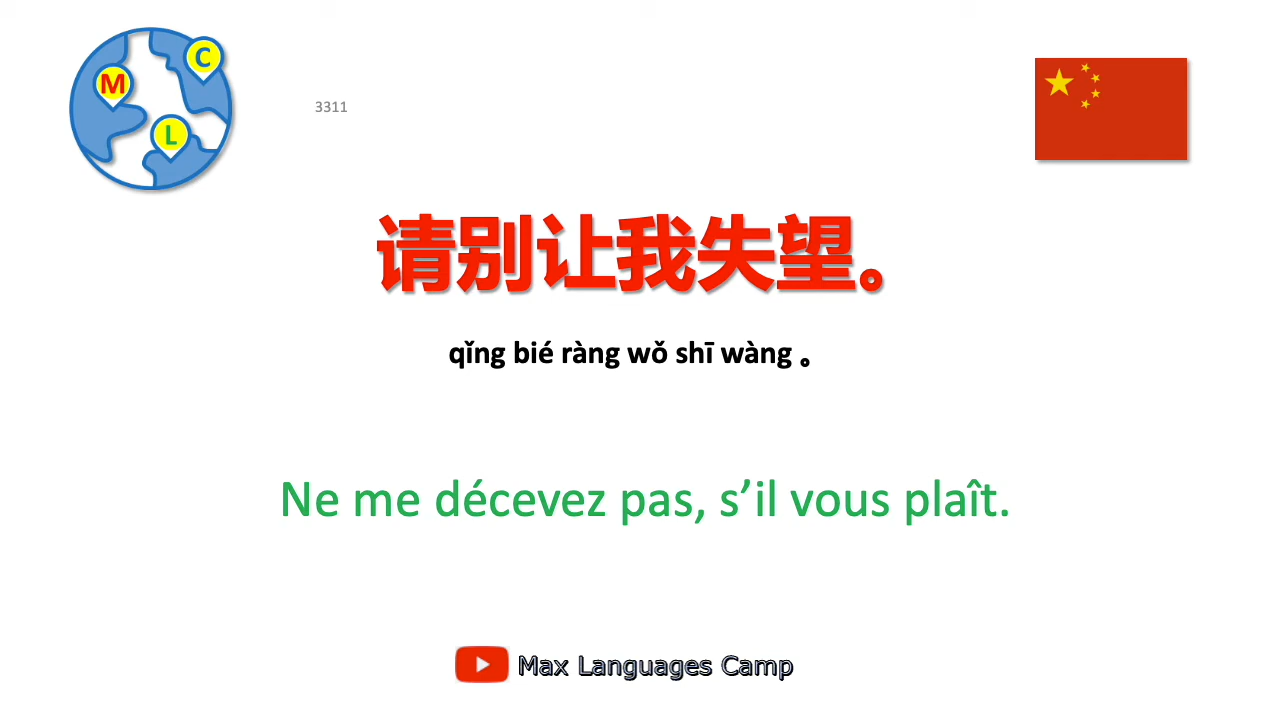 M
C
L
3311
请别让我失望。
qǐng bié ràng wǒ shī wàng 。
Ne me décevez pas, s’il vous plaît.
Max Languages Camp